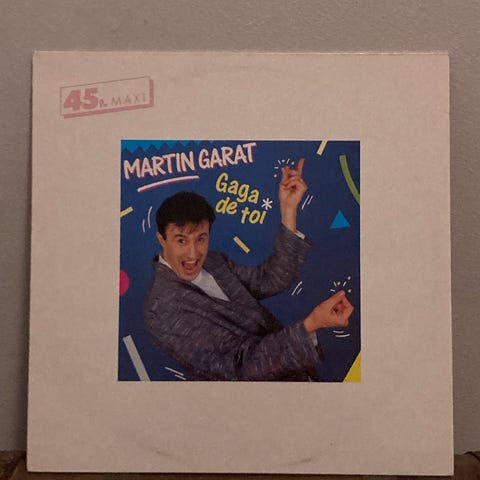 45 T. MAXI
MARTIN GARAT
Gaga
de toi*